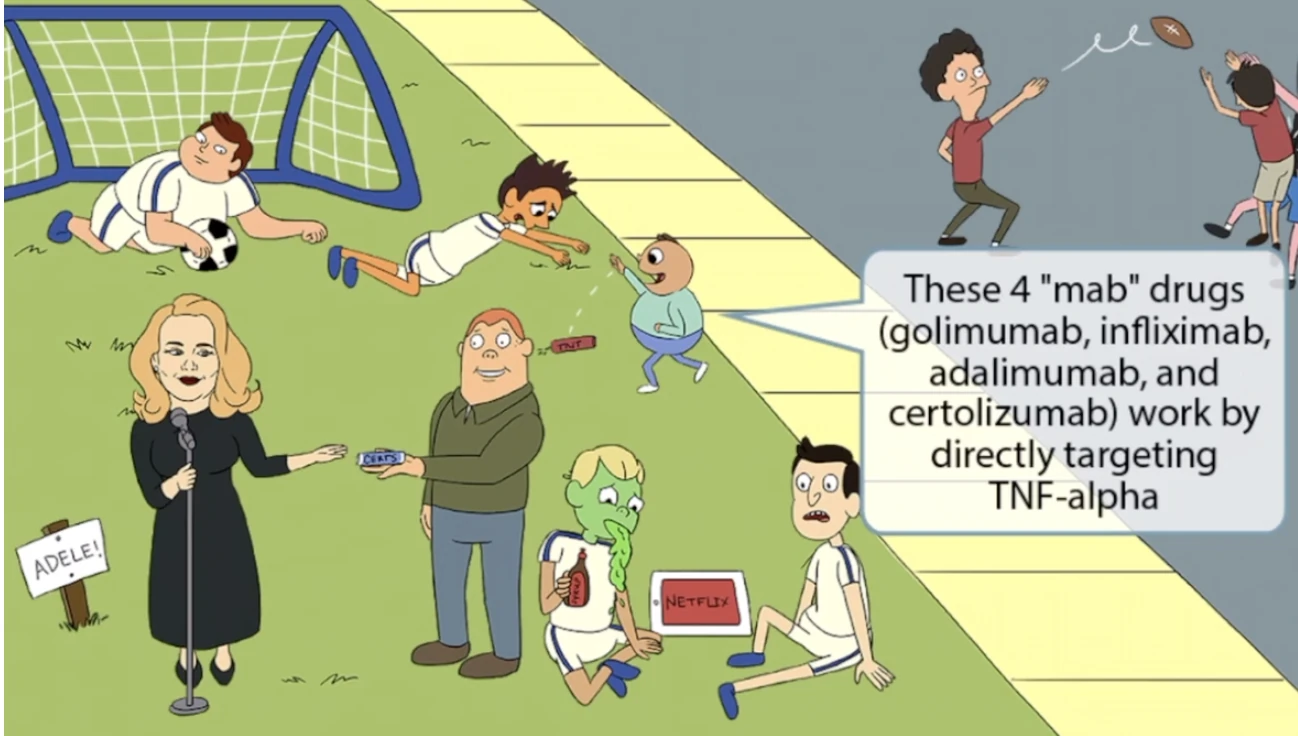 TNT
These 4 "mab" drugs
(golimumab, infliximab,
adalimumab, and
certolizumab) work by
directly targeting
TNF-alpha
CERTS
ADELE!
NETFLIX